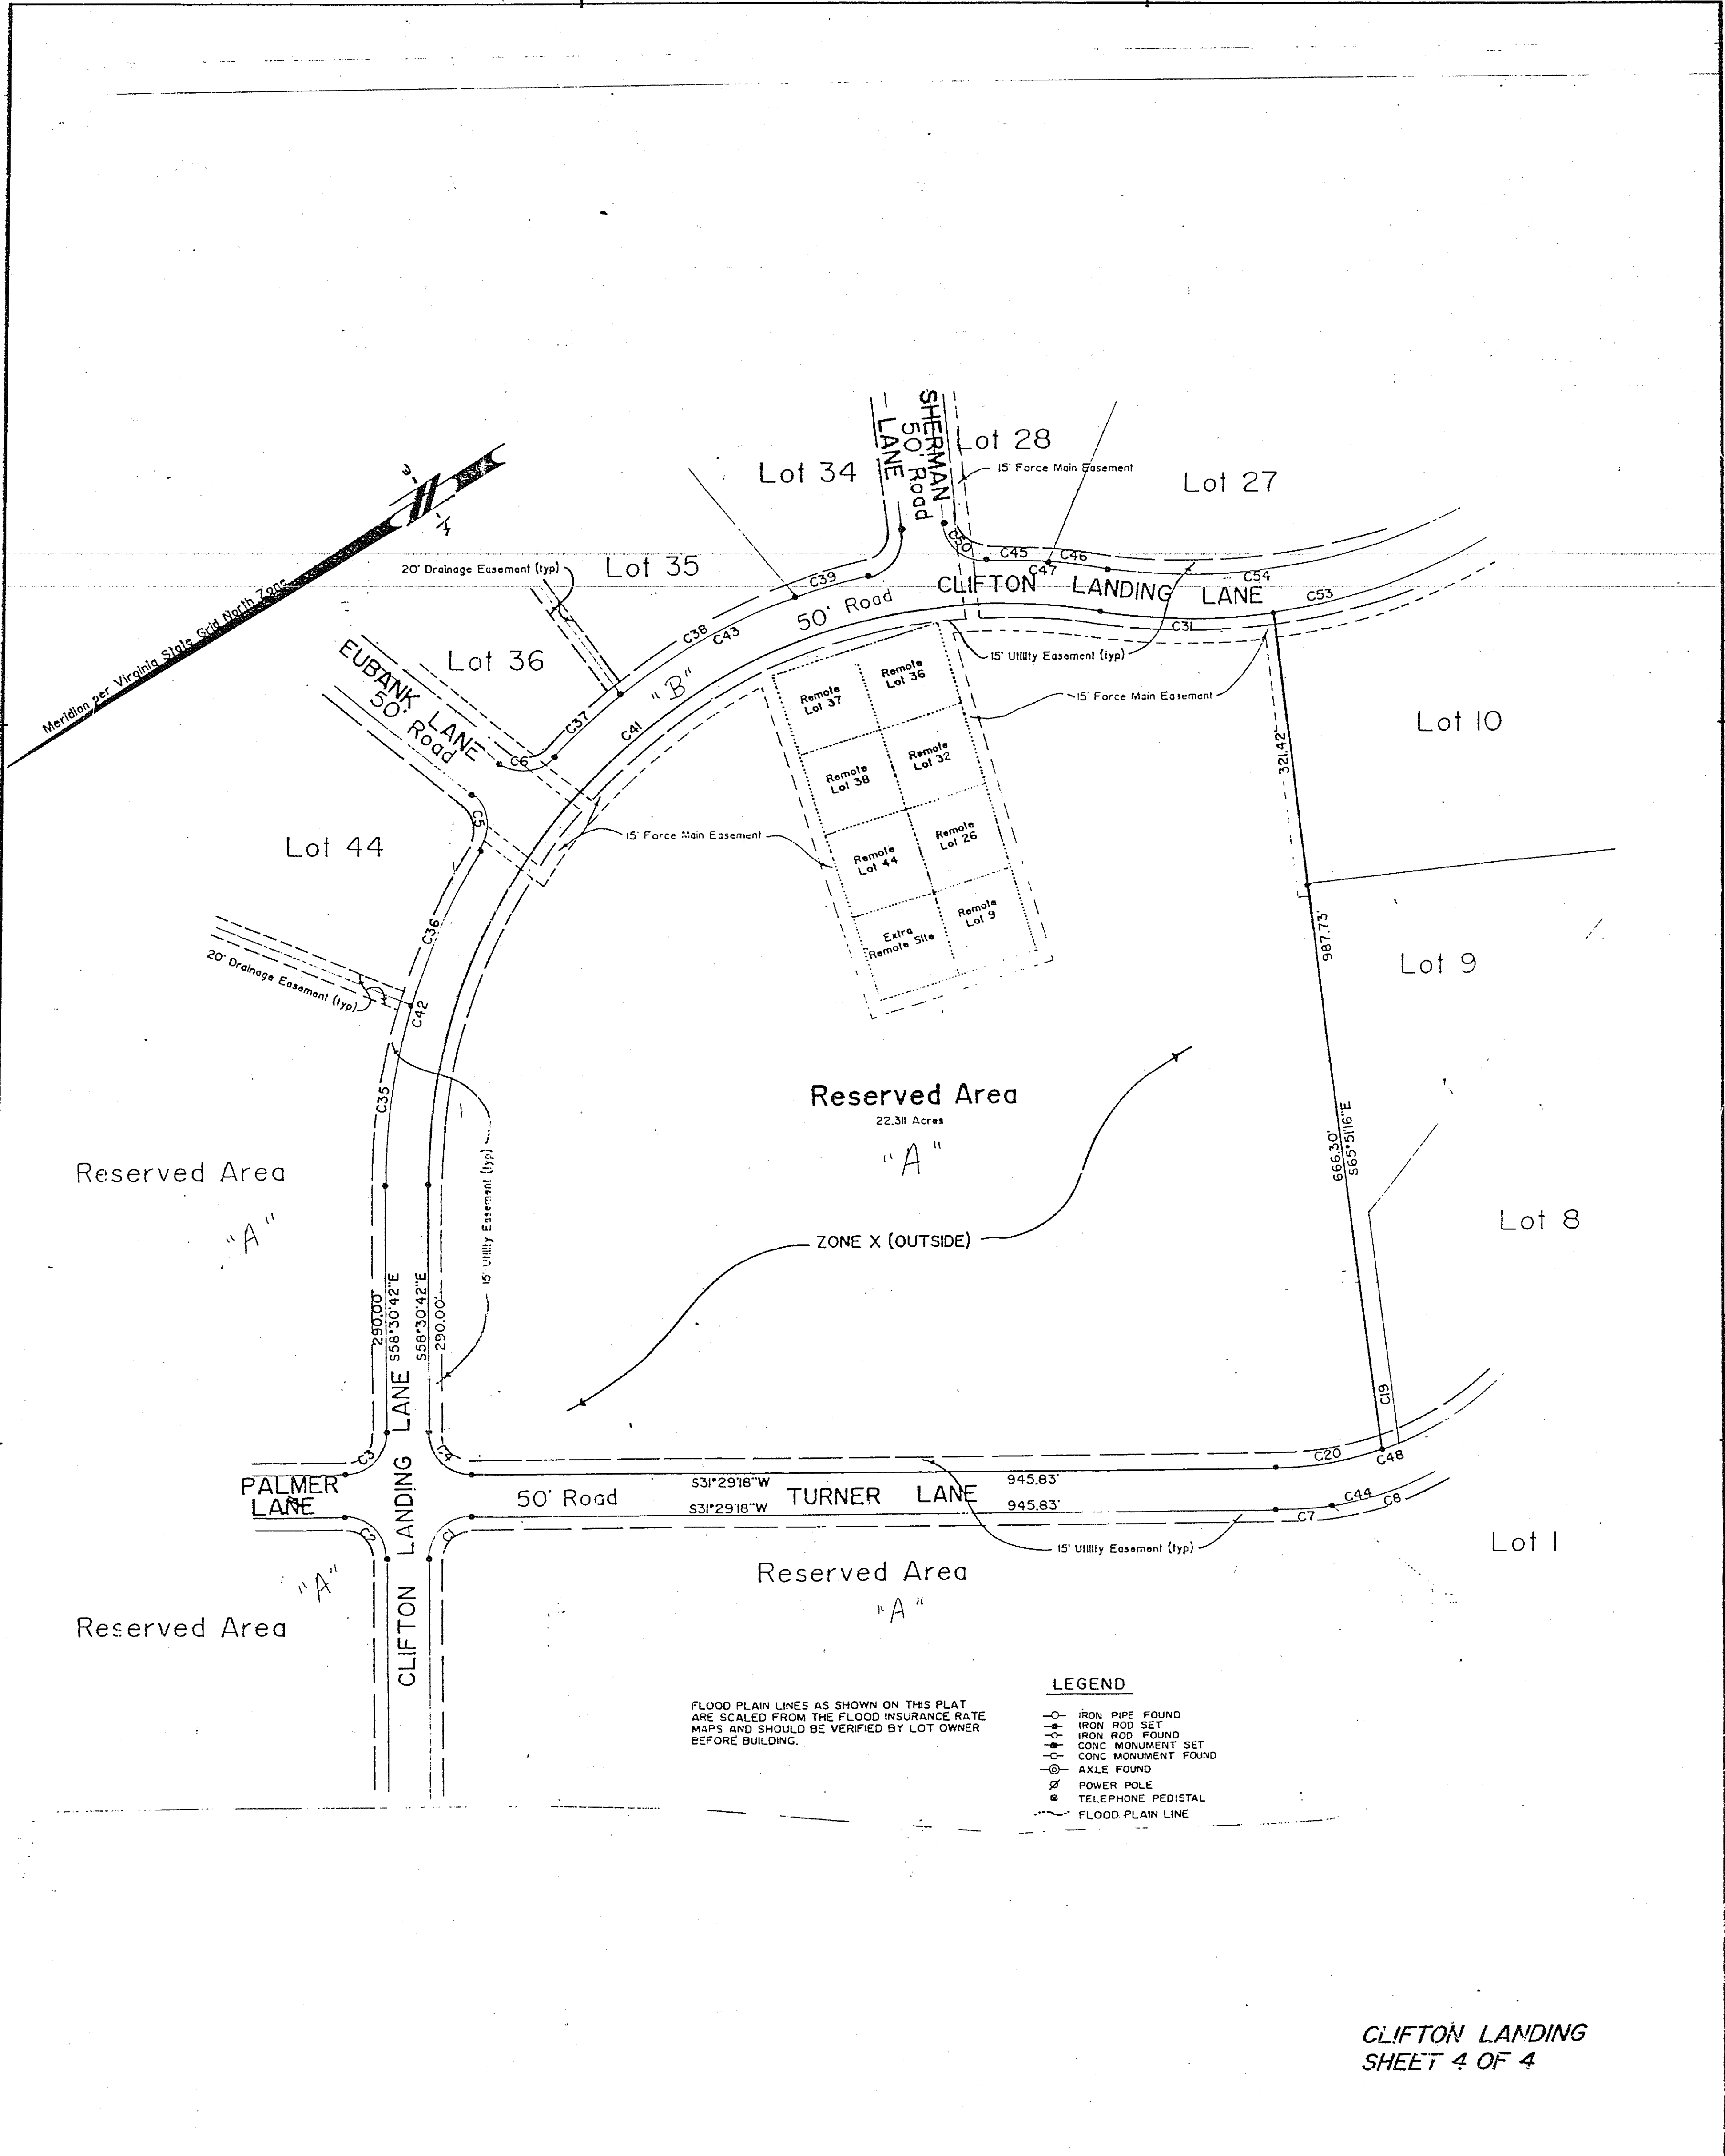 SHERMAN
LANE
50' Road
Lot 28
15' Force Main Easement
Lot 34
Lot 27
Meridian per Virginia State Grid North Zone
20' Drainage Easement (typ)
Lot 35
C50
C45
C46
C47
C54
C39
CLIFTON LANDING LANE
C53
50' Road
C31
C38
C43
15' Utility Easement (typ)
EUBANK LANE
50' Road
Lot 36
"B"
C37
C41
C6
C5
Remote
Lot 37
Remote
Lot 36
15' Force Main Easement
Lot 10
Remote
Lot 38
Remote
Lot 32
321.42'
15' Force Main Easement
Remote
Lot 44
Remote
Lot 26
Lot 44
Extra
Remote Site
Remote
Lot 9
C36
987.73'
Lot 9
20' Drainage Easement (typ)
C42
C35
Reserved Area
22.311 Acres
"A"
666.30'
S65°51'16"E
Reserved Area
"A"
15' Utility Easement (typ)
Lot 8
ZONE X (OUTSIDE)
290.00'
S58°30'42"E
S58°30'42"E
290.00'
C19
C3
C4
C20
C48
PALMER
LANE
CLIFTON LANDING LANE
50' Road
S31°29'18"W
945.83'
TURNER LANE
S31°29'18"W
945.83'
C44
C8
C7
C2
C1
15' Utility Easement (typ)
Lot 1
Reserved Area
"A"
"A"
Reserved Area
LEGEND
FLOOD PLAIN LINES AS SHOWN ON THIS PLAT
ARE SCALED FROM THE FLOOD INSURANCE RATE
MAPS AND SHOULD BE VERIFIED BY LOT OWNER
BEFORE BUILDING.
IRON PIPE FOUND
IRON ROD SET
IRON ROD FOUND
CONC MONUMENT SET
CONC MONUMENT FOUND
AXLE FOUND
POWER POLE
TELEPHONE PEDISTAL
FLOOD PLAIN LINE
CLIFTON LANDING
SHEET 4 OF 4